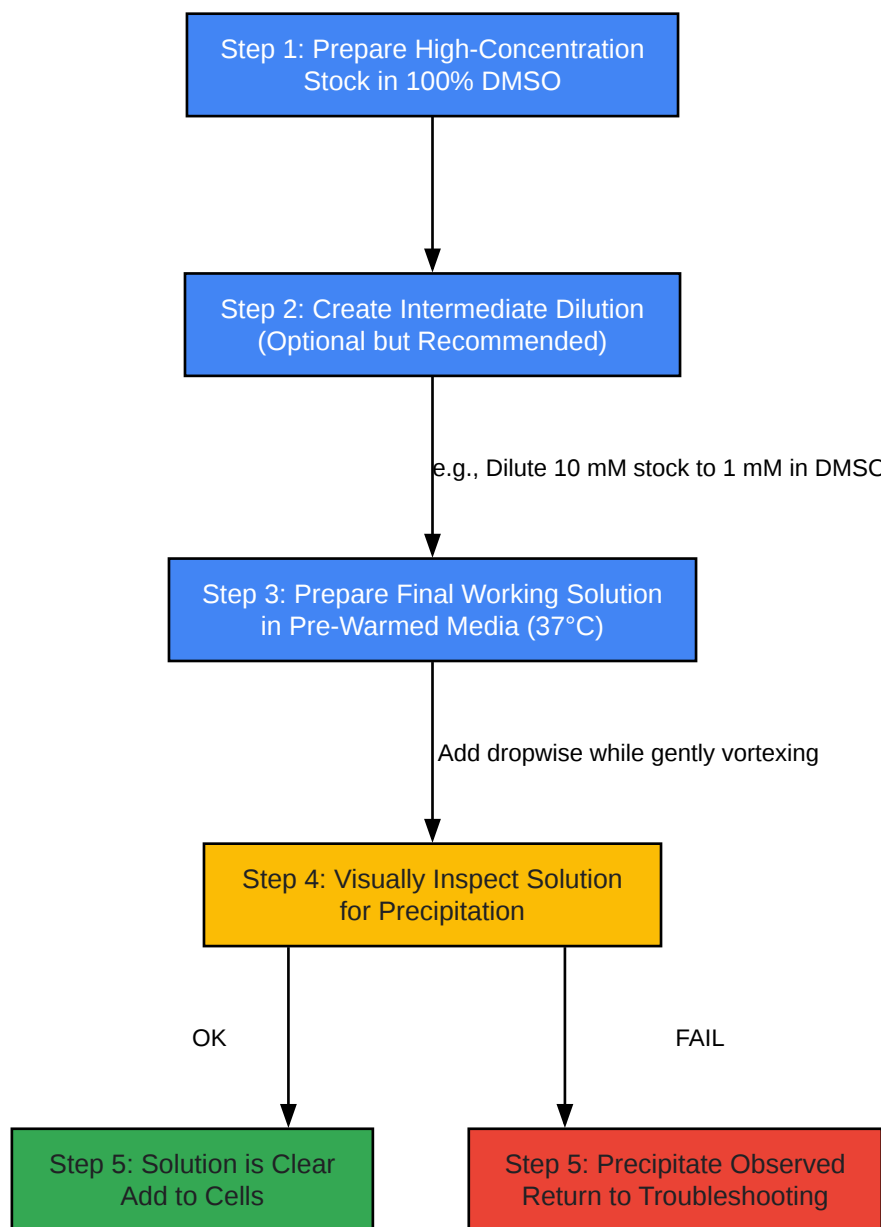 Step 1: Prepare High-Concentration
Stock in 100% DMSO
Step 2: Create Intermediate Dilution
(Optional but Recommended)
e.g., Dilute 10 mM stock to 1 mM in DMSO
Step 3: Prepare Final Working Solution
in Pre-Warmed Media (37°C)
Add dropwise while gently vortexing
Step 4: Visually Inspect Solution
for Precipitation
OK
FAIL
Step 5: Solution is Clear
Add to Cells
Step 5: Precipitate Observed
Return to Troubleshooting